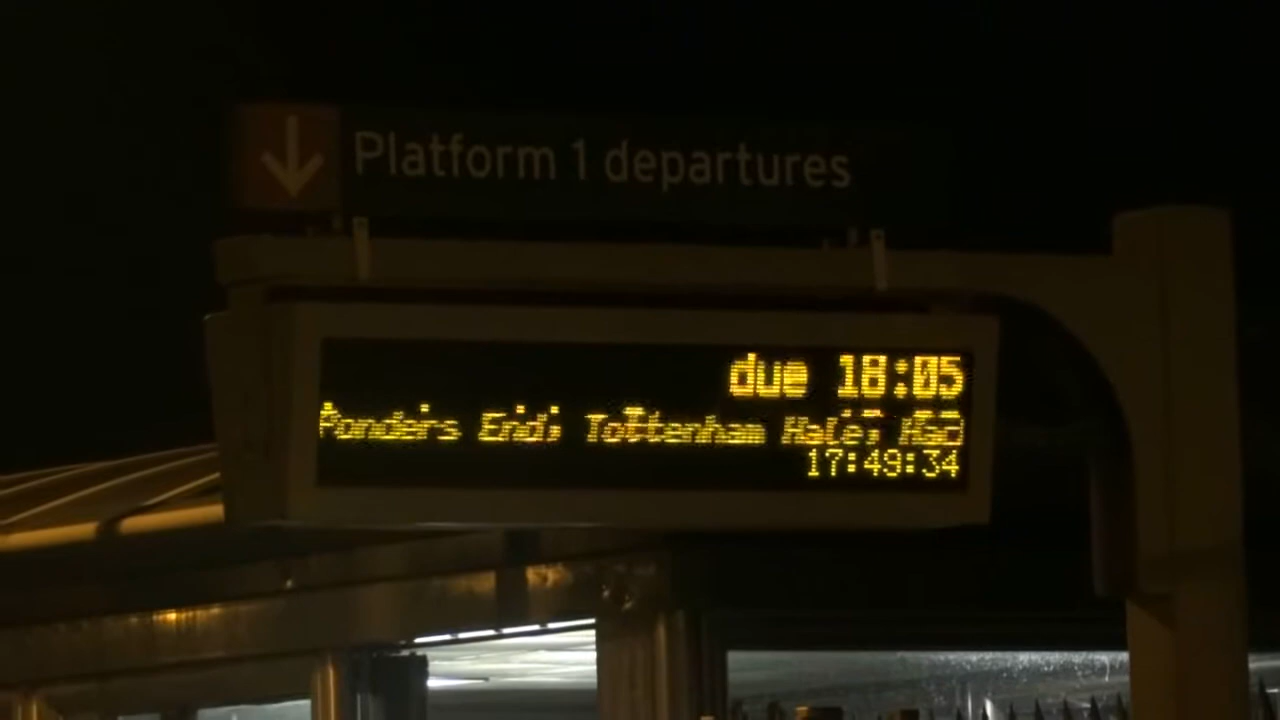 Platform 1 departures
due 18:05
Ponders End, Tottenham Hale,
17:49:34